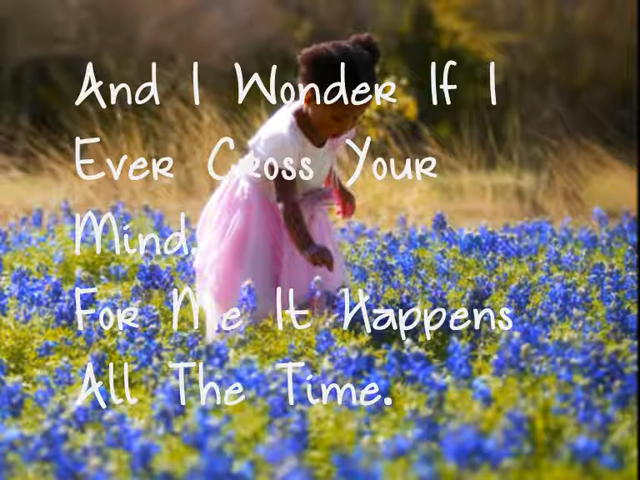 And I Wonder If I
Ever Cross Your
Mind.
For Me It Happens
All The Time.